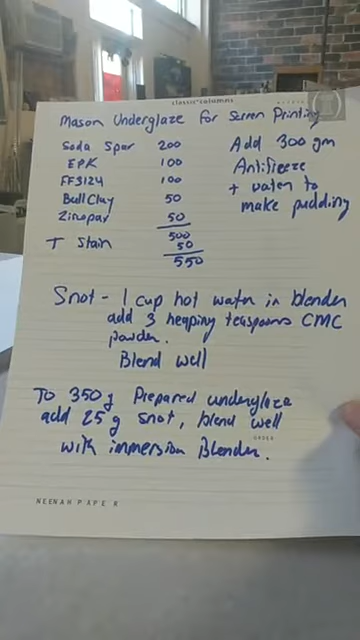 classic columns
Mason Underglaze For Screen Printing
Soda Spar 200
EPK 100
FF3124 100
Ball Clay 50
Zircopax 50
500
+ Stain 50
550
Add 300 gm
Antifreeze
+ water to
make pudding
Snot - 1 cup hot water in blender
add 3 heaping teaspoons CMC
powder.
Blend well
To 350g Prepared underglaze
add 25g snot, blend well
with immersion Blender.
NEENAH PAPER